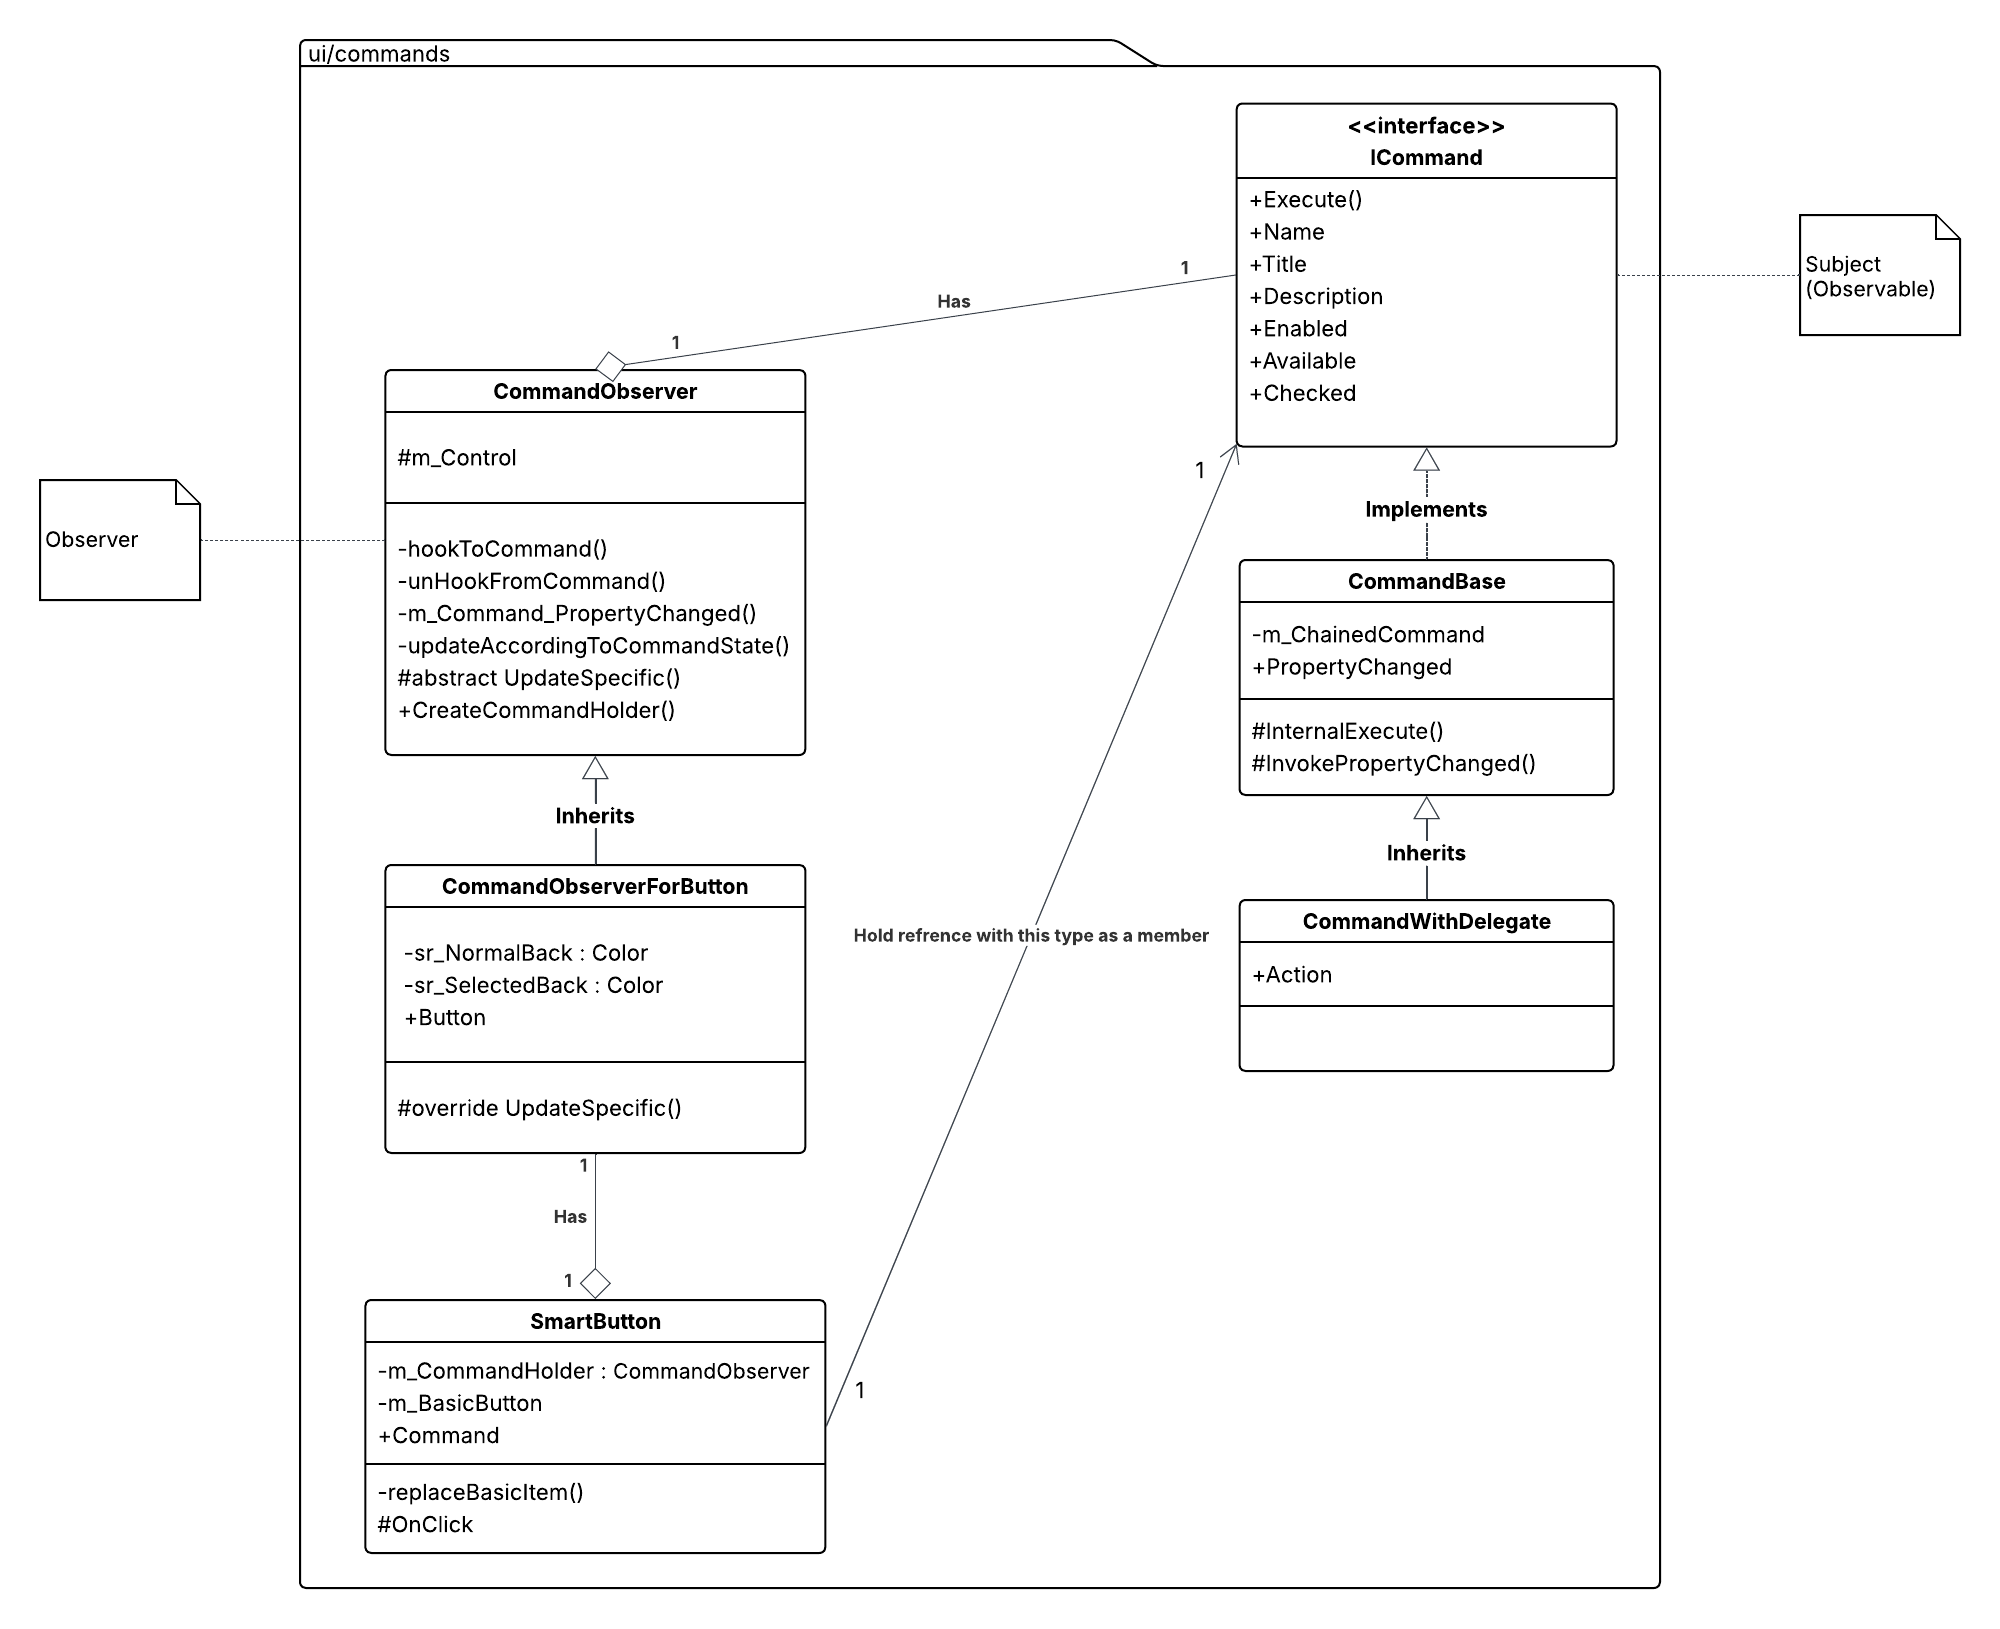 ui/commands
<<interface>>
ICommand
+Execute()
+Name
+Title
+Description
+Enabled
+Available
+Checked
Subject
(Observable)
1
Has
1
CommandObserver
#m_Control
-hookToCommand()
-unHookFromCommand()
-m_Command_PropertyChanged()
-updateAccordingToCommandState()
#abstract UpdateSpecific()
+CreateCommandHolder()
Observer
1
Implements
CommandBase
-m_ChainedCommand
+PropertyChanged
#InternalExecute()
#InvokePropertyChanged()
Inherits
Inherits
CommandObserverForButton
-sr_NormalBack : Color
-sr_SelectedBack : Color
+Button
#override UpdateSpecific()
Hold refrence with this type as a member
CommandWithDelegate
+Action
1
Has
1
SmartButton
-m_CommandHolder : CommandObserver
-m_BasicButton
+Command
-replaceBasicItem()
#OnClick
1